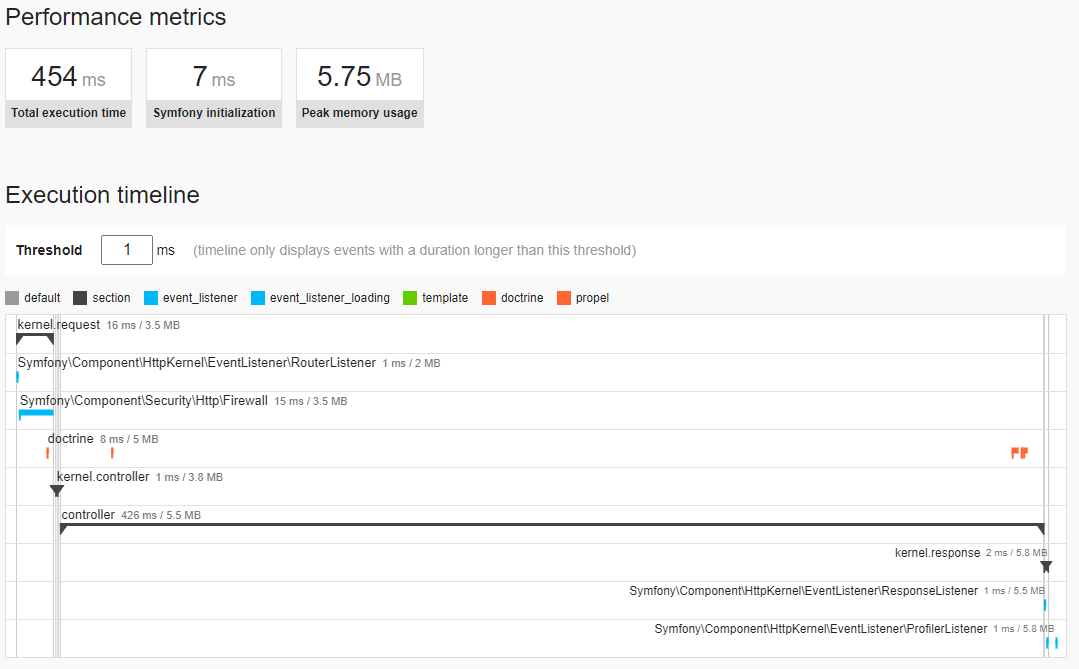 Performance metrics
454 ms 7 ms 5.75 MB
Total execution time Symfony initialization Peak memory usage
Execution timeline
Threshold 1 ms (timeline only displays events with a duration longer than this threshold)
default section event_listener event_listener_loading template doctrine propel
kernel.request 16 ms / 3.5 MB
Symfony\Component\HttpKernel\EventListener\RouterListener 1 ms / 2 MB
Symfony\Component\Security\Http\Firewall 15 ms / 3.5 MB
doctrine 8 ms / 5 MB
kernel.controller 1 ms / 3.8 MB
controller 426 ms / 5.5 MB
kernel.response 2 ms / 5.8 MB
Symfony\Component\HttpKernel\EventListener\ResponseListener 1 ms / 5.5 MB
Symfony\Component\HttpKernel\EventListener\ProfilerListener 1 ms / 5.8 MB